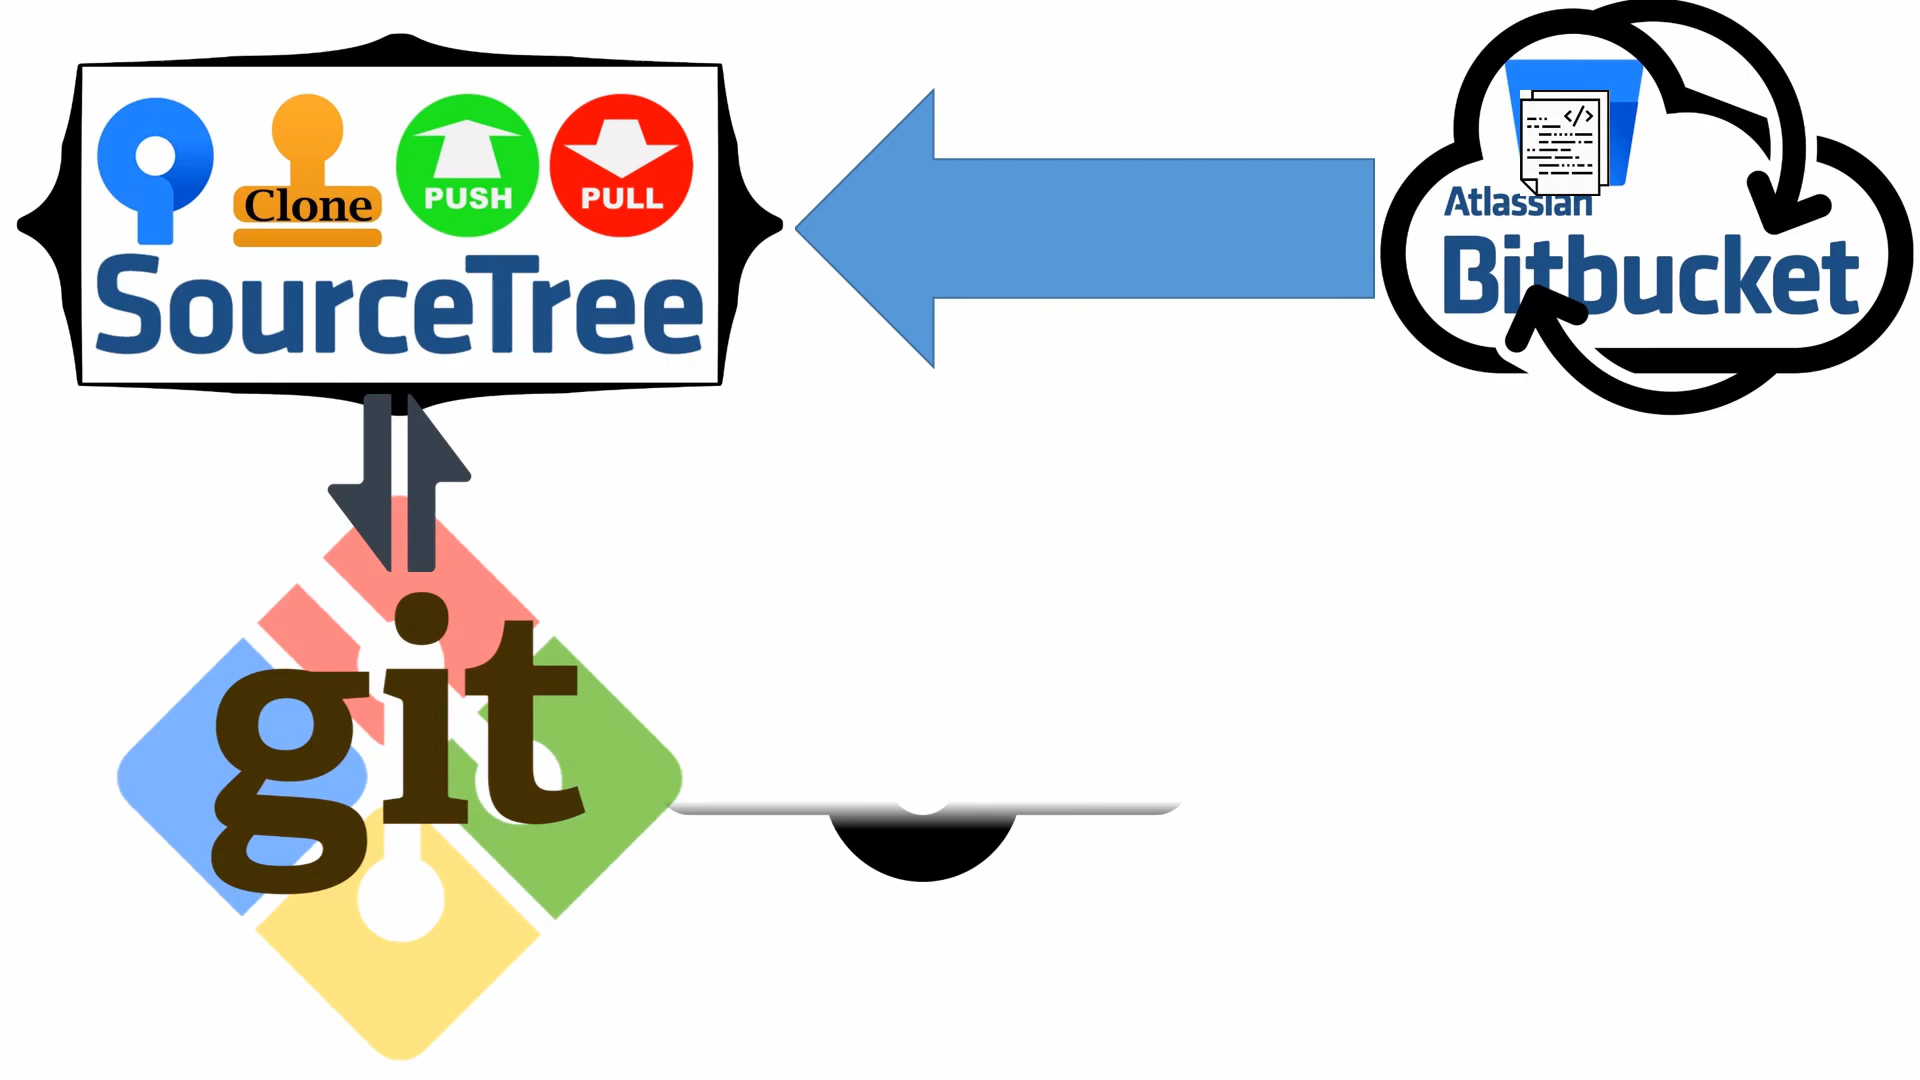 Clone
PUSH
PULL
SourceTree
</>
Atlassian
Bitbucket
git